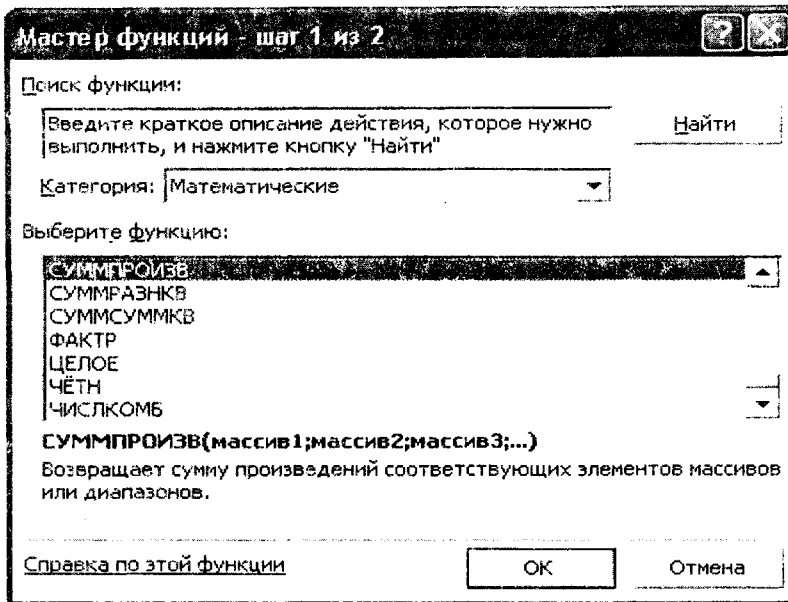 Мастер функций - шаг 1 из 2
Поиск функции:
Введите краткое описание действия, которое нужно
выполнить, и нажмите кнопку "Найти"
Найти
Категория: Математические
Выберите функцию:
СУММПРОИЗВ
СУММРАЗНКВ
СУММСУММКВ
ФАКТР
ЦЕЛОЕ
ЧЁТН
ЧИСЛКОМБ
СУММПРОИЗВ(массив1;массив2;массив3;...)
Возвращает сумму произведений соответствующих элементов массивов
или диапазонов.
Справка по этой функции
ОК
Отмена